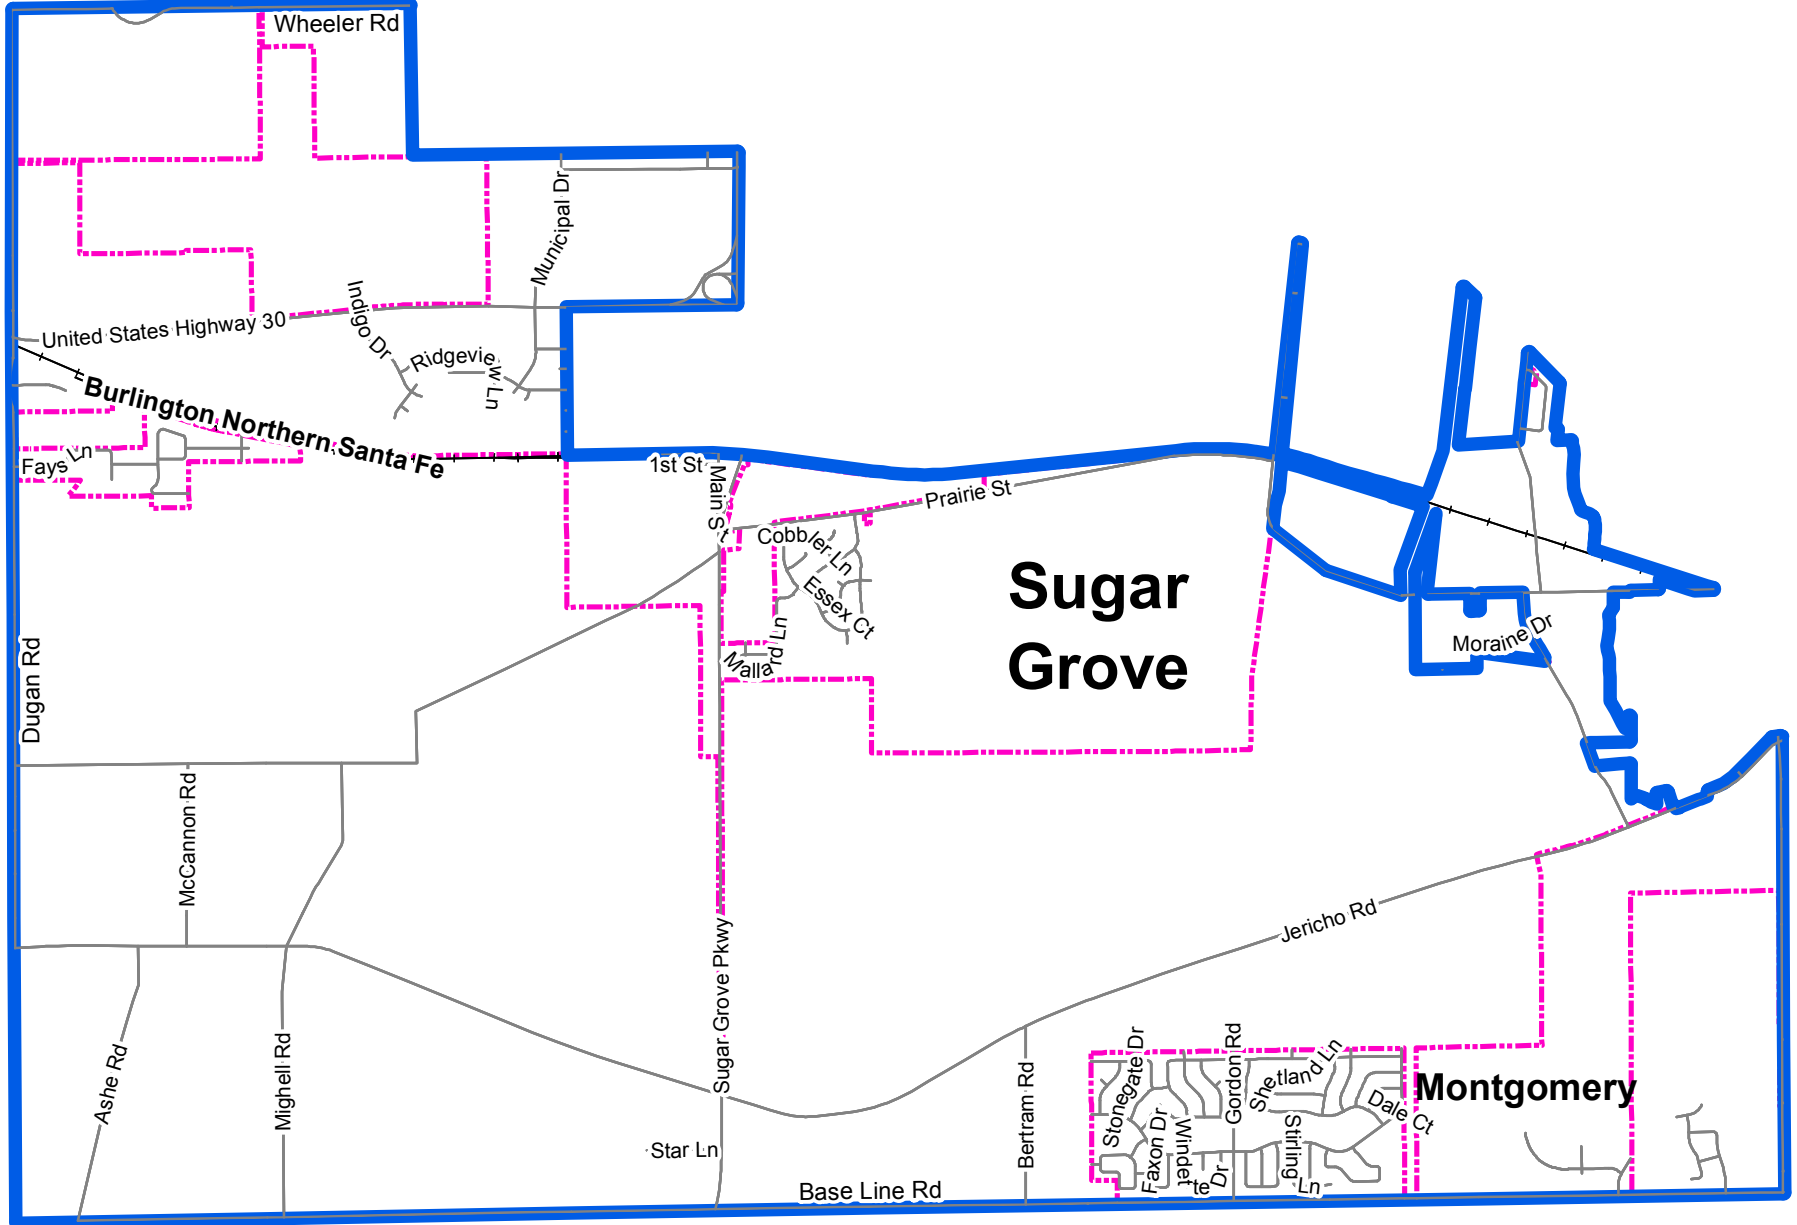 Wheeler Rd
Municipal Dr
Indigo Dr
United States Highway 30
Ridgeview Ln
Burlington Northern Santa Fe
Fays Ln
1st St
Main St
Prairie St
Cobbler Ln
Essex Ct
Mallard Ln
Sugar
Grove
Moraine Dr
Dugan Rd
McCannon Rd
Jericho Rd
Sugar Grove Pkwy
Ashe Rd
Mighell Rd
Bertram Rd
Stonegate Dr
Gordon Rd
Shetland Ln
Montgomery
Dale Ct
Faxon Dr
Windette Dr
Stirling Ln
Star Ln
Base Line Rd